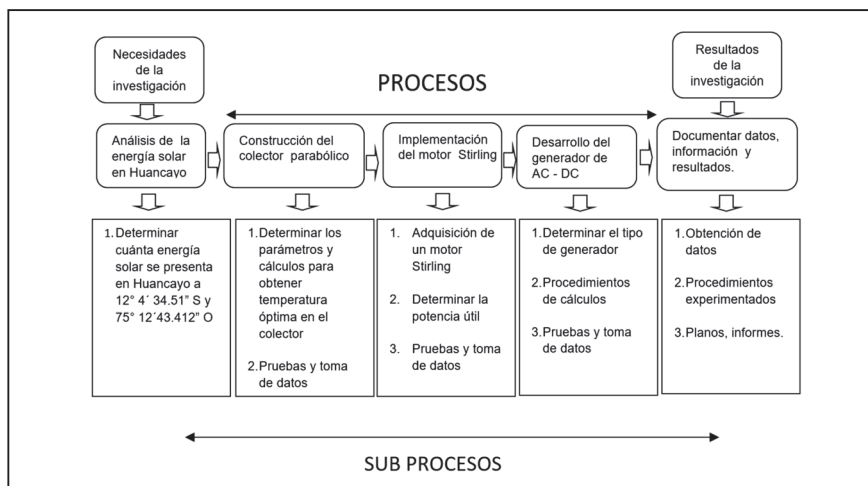 Necesidades
de la
investigación
Resultados
de la
investigación
PROCESOS
Análisis de la
energía solar
en Huancayo
Construcción del
colector parabólico
Implementación
del motor Stirling
Desarrollo del
generador de
AC - DC
Documentar datos,
información y
resultados.
1. Determinar
cuánta energía
solar se presenta
en Huancayo a
12° 4´ 34.51” S y
75° 12´43.412” O
1. Determinar los
parámetros y
cálculos para
obtener
temperatura
óptima en el
colector
2. Pruebas y toma
de datos
1. Adquisición de
un motor
Stirling
2. Determinar la
potencia útil
3. Pruebas y toma
de datos
1. Determinar el tipo
de generador
2. Procedimientos
de cálculos
3. Pruebas y toma
de datos
1. Obtención de
datos
2. Procedimientos
experimentados
3. Planos, informes.
SUB PROCESOS